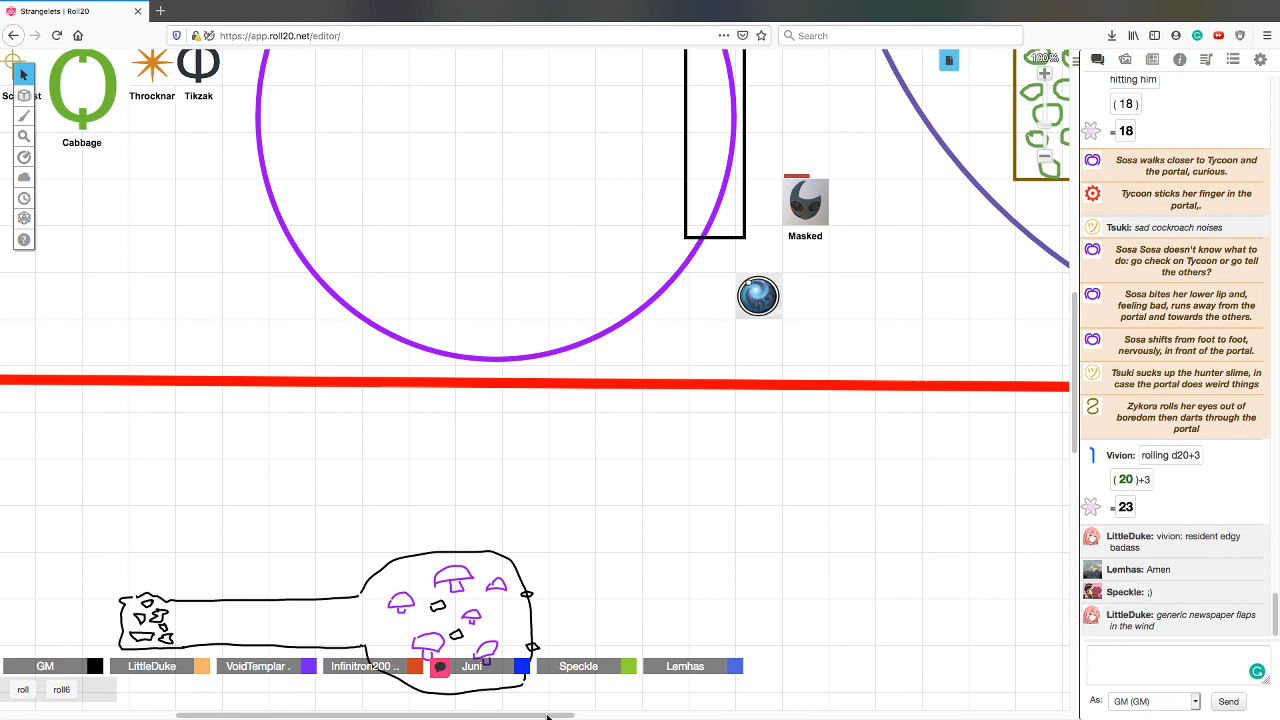 Strangelets | Roll20
https://app.roll20.net/editor/
Search
100%
Throcknar
Tikzak
Cabbage
Masked
hitting him
( 18 )
= 18
Sosa walks closer to Tycoon and
the portal, curious.
Tycoon sticks her finger in the
portal,.
Tsuki: sad cockroach noises
Sosa Sosa doesn't know what to
do: go check on Tycoon or go tell
the others?
Sosa bites her lower lip and,
feeling bad, runs away from the
portal and towards the others.
Sosa shifts from foot to foot,
nervously, in front of the portal.
Tsuki sucks up the hunter slime, in
case the portal does weird things
Zykora rolls her eyes out of
boredom then darts through the
portal
Vivion: rolling d20+3
( 20 )+3
= 23
LittleDuke: vivion: resident edgy
badass
Lemhas: Amen
Speckle: ;)
LittleDuke: generic newspaper flaps
in the wind
GM
LittleDuke
VoidTemplar .
Infinitron200 ..
Juni
Speckle
Lemhas
roll
roll6
As:
GM (GM)
Send